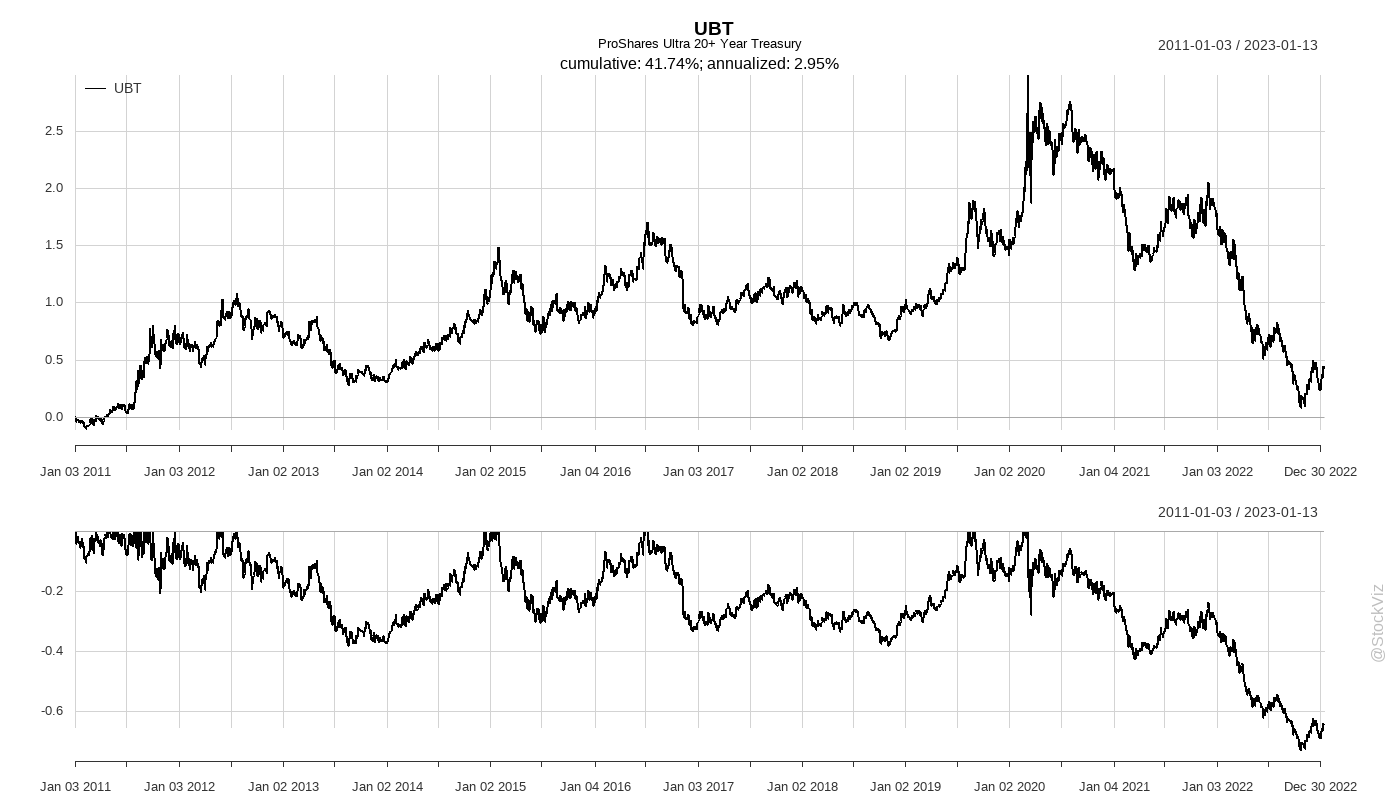 UBT
ProShares Ultra 20+ Year Treasury
cumulative: 41.74%; annualized: 2.95%
2011-01-03 / 2023-01-13
UBT
2.5
2.0
1.5
1.0
0.5
0.0
Jan 03 2011 Jan 03 2012 Jan 02 2013 Jan 02 2014 Jan 02 2015 Jan 04 2016 Jan 03 2017 Jan 02 2018 Jan 02 2019 Jan 02 2020 Jan 04 2021 Jan 03 2022 Dec 30 2022
2011-01-03 / 2023-01-13
-0.2
-0.4
-0.6
Jan 03 2011 Jan 03 2012 Jan 02 2013 Jan 02 2014 Jan 02 2015 Jan 04 2016 Jan 03 2017 Jan 02 2018 Jan 02 2019 Jan 02 2020 Jan 04 2021 Jan 03 2022 Dec 30 2022
@StockViz